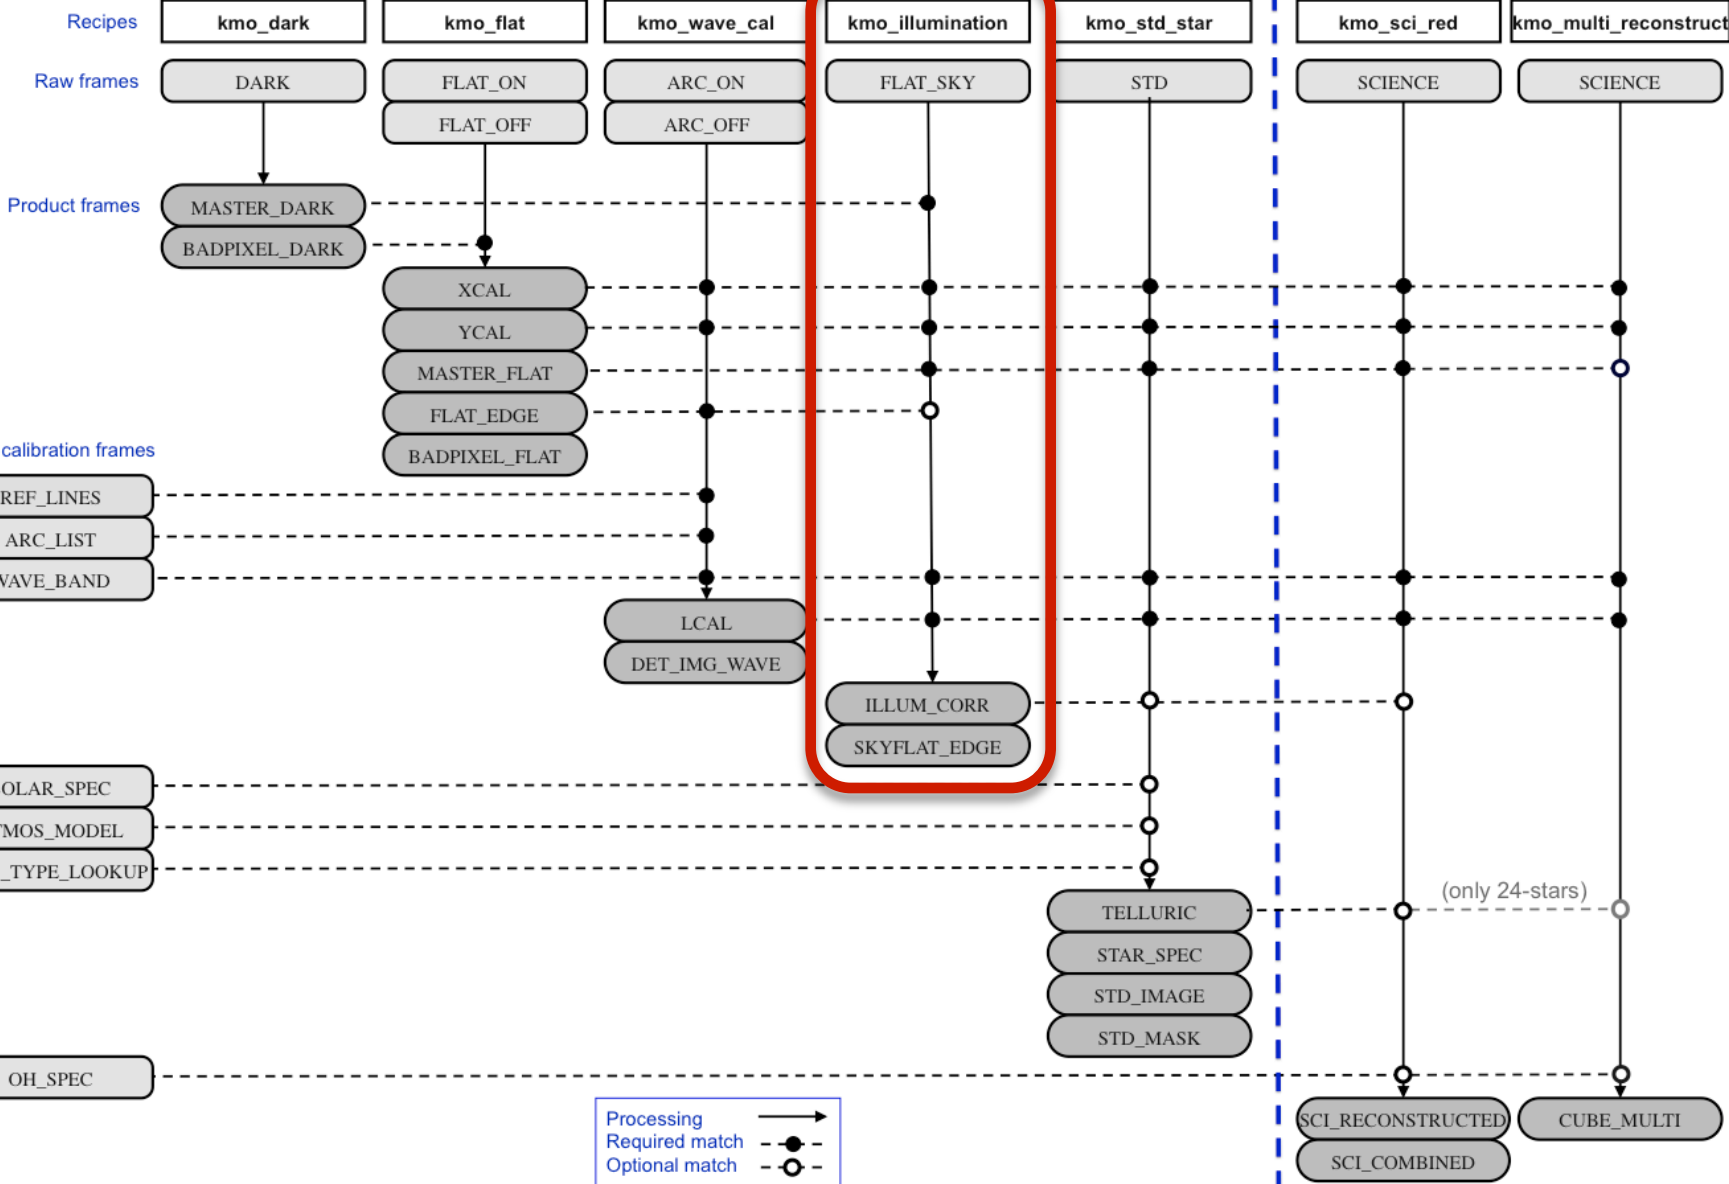 Recipes
kmo_dark
kmo_flat
kmo_wave_cal
kmo_illumination
kmo_std_star
kmo_sci_red
kmo_multi_reconstruct
Raw frames
DARK
FLAT_ON
ARC_ON
FLAT_SKY
STD
SCIENCE
SCIENCE
FLAT_OFF
ARC_OFF
Product frames
MASTER_DARK
BADPIXEL_DARK
XCAL
YCAL
MASTER_FLAT
FLAT_EDGE
calibration frames
BADPIXEL_FLAT
REF_LINES
ARC_LIST
WAVE_BAND
LCAL
DET_IMG_WAVE
ILLUM_CORR
SKYFLAT_EDGE
OLAR_SPEC
TMOS_MODEL
_TYPE_LOOKUP
(only 24-stars)
TELLURIC
STAR_SPEC
STD_IMAGE
STD_MASK
OH_SPEC
Processing
Required match
Optional match
SCI_RECONSTRUCTED
CUBE_MULTI
SCI_COMBINED